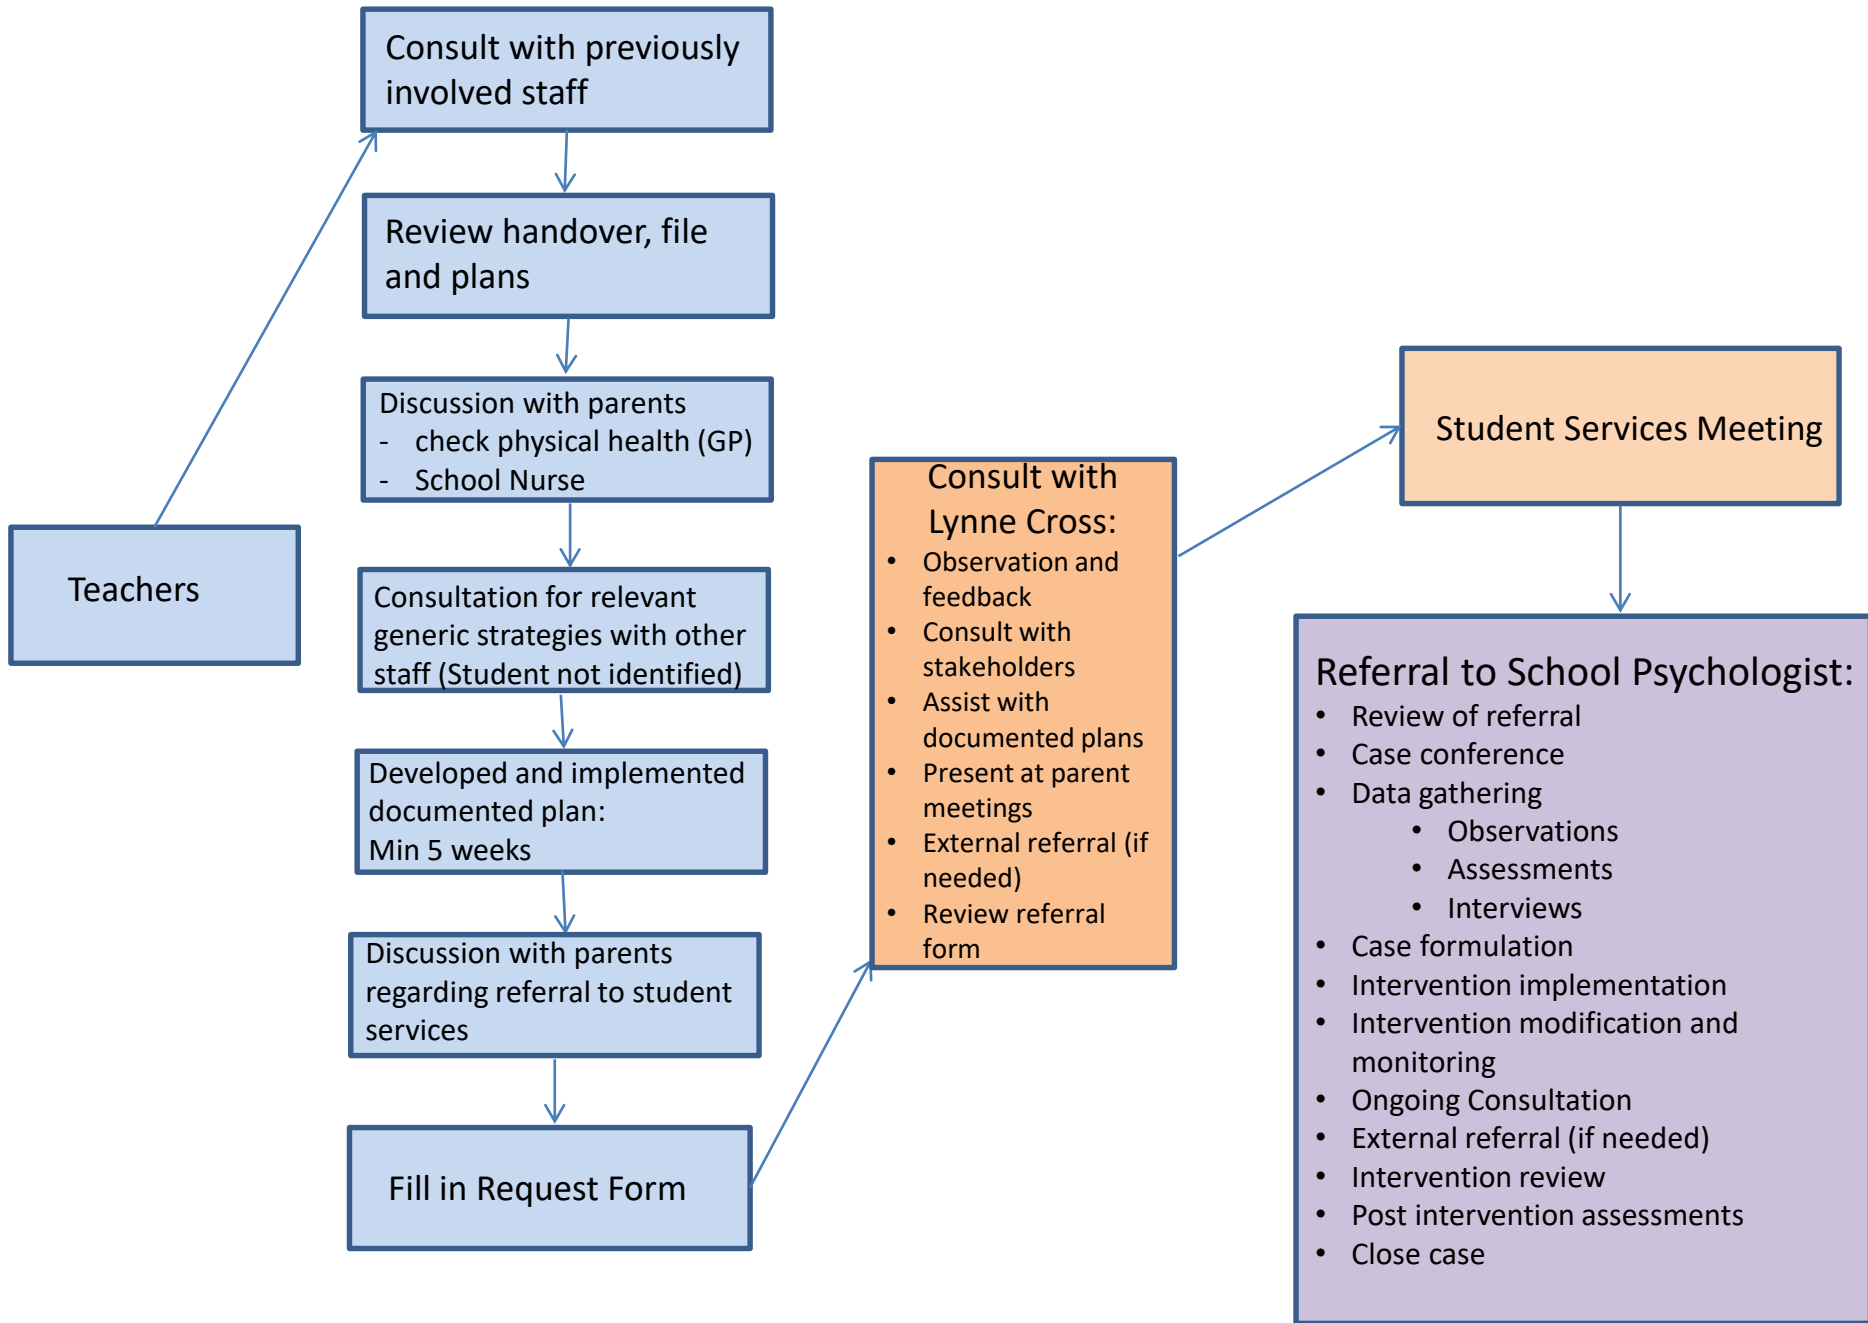 Consult with previously
involved staff
Review handover, file
and plans
Discussion with parents
- check physical health (GP)
- School Nurse
Teachers
Consultation for relevant
generic strategies with other
staff (Student not identified)
Developed and implemented
documented plan:
Min 5 weeks
Discussion with parents
regarding referral to student
services
Fill in Request Form
Consult with
Lynne Cross:
• Observation and
feedback
• Consult with
stakeholders
• Assist with
documented plans
• Present at parent
meetings
• External referral (if
needed)
• Review referral
form
Student Services Meeting
Referral to School Psychologist:
• Review of referral
• Case conference
• Data gathering
• Observations
• Assessments
• Interviews
• Case formulation
• Intervention implementation
• Intervention modification and
monitoring
• Ongoing Consultation
• External referral (if needed)
• Intervention review
• Post intervention assessments
• Close case